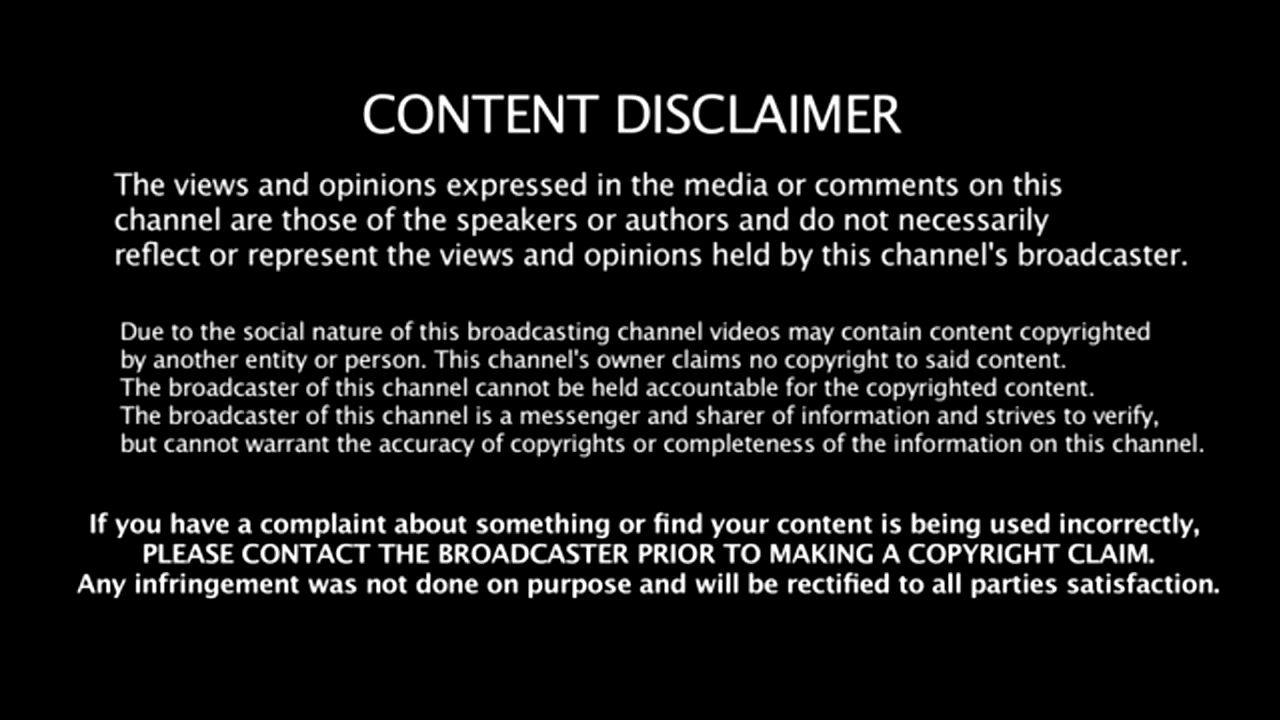 CONTENT DISCLAIMER
The views and opinions expressed in the media or comments on this
channel are those of the speakers or authors and do not necessarily
reflect or represent the views and opinions held by this channel's broadcaster.
Due to the social nature of this broadcasting channel videos may contain content copyrighted
by another entity or person. This channel's owner claims no copyright to said content.
The broadcaster of this channel cannot be held accountable for the copyrighted content.
The broadcaster of this channel is a messenger and sharer of information and strives to verify,
but cannot warrant the accuracy of copyrights or completeness of the information on this channel.
If you have a complaint about something or find your content is being used incorrectly,
PLEASE CONTACT THE BROADCASTER PRIOR TO MAKING A COPYRIGHT CLAIM.
Any infringement was not done on purpose and will be rectified to all parties satisfaction.